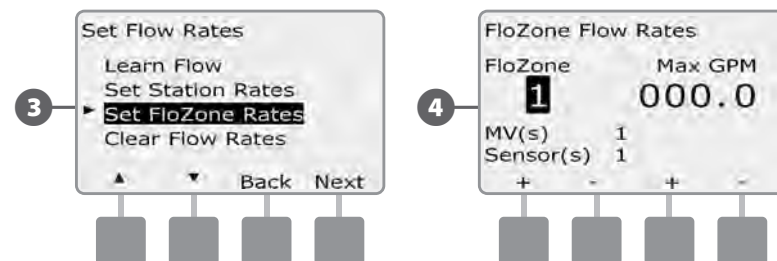 3
Set Flow Rates
Learn Flow
Set Station Rates
► Set FloZone Rates
Clear Flow Rates
▲ ▼ Back Next
4
FloZone Flow Rates
FloZone Max GPM
1 000.0
MV(s) 1
Sensor(s) 1
+ - + -